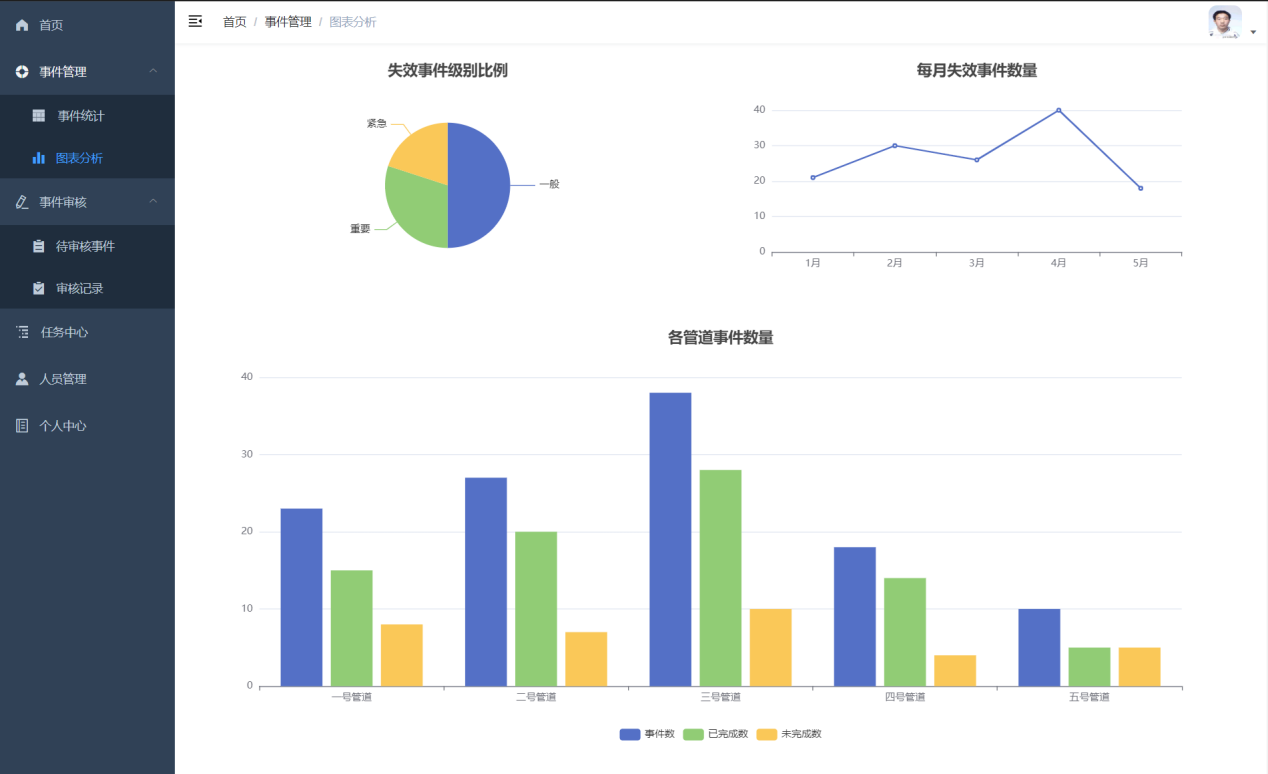 首页
事件管理
事件统计
图表分析
事件审核
待审核事件
审核记录
任务中心
人员管理
个人中心
首页 / 事件管理 / 图表分析
失效事件级别比例
紧急
一般
重要
每月失效事件数量
40
30
20
10
0
1月 2月 3月 4月 5月
各管道事件数量
40
30
20
10
0
一号管道 二号管道 三号管道 四号管道 五号管道
事件数 已完成数 未完成数